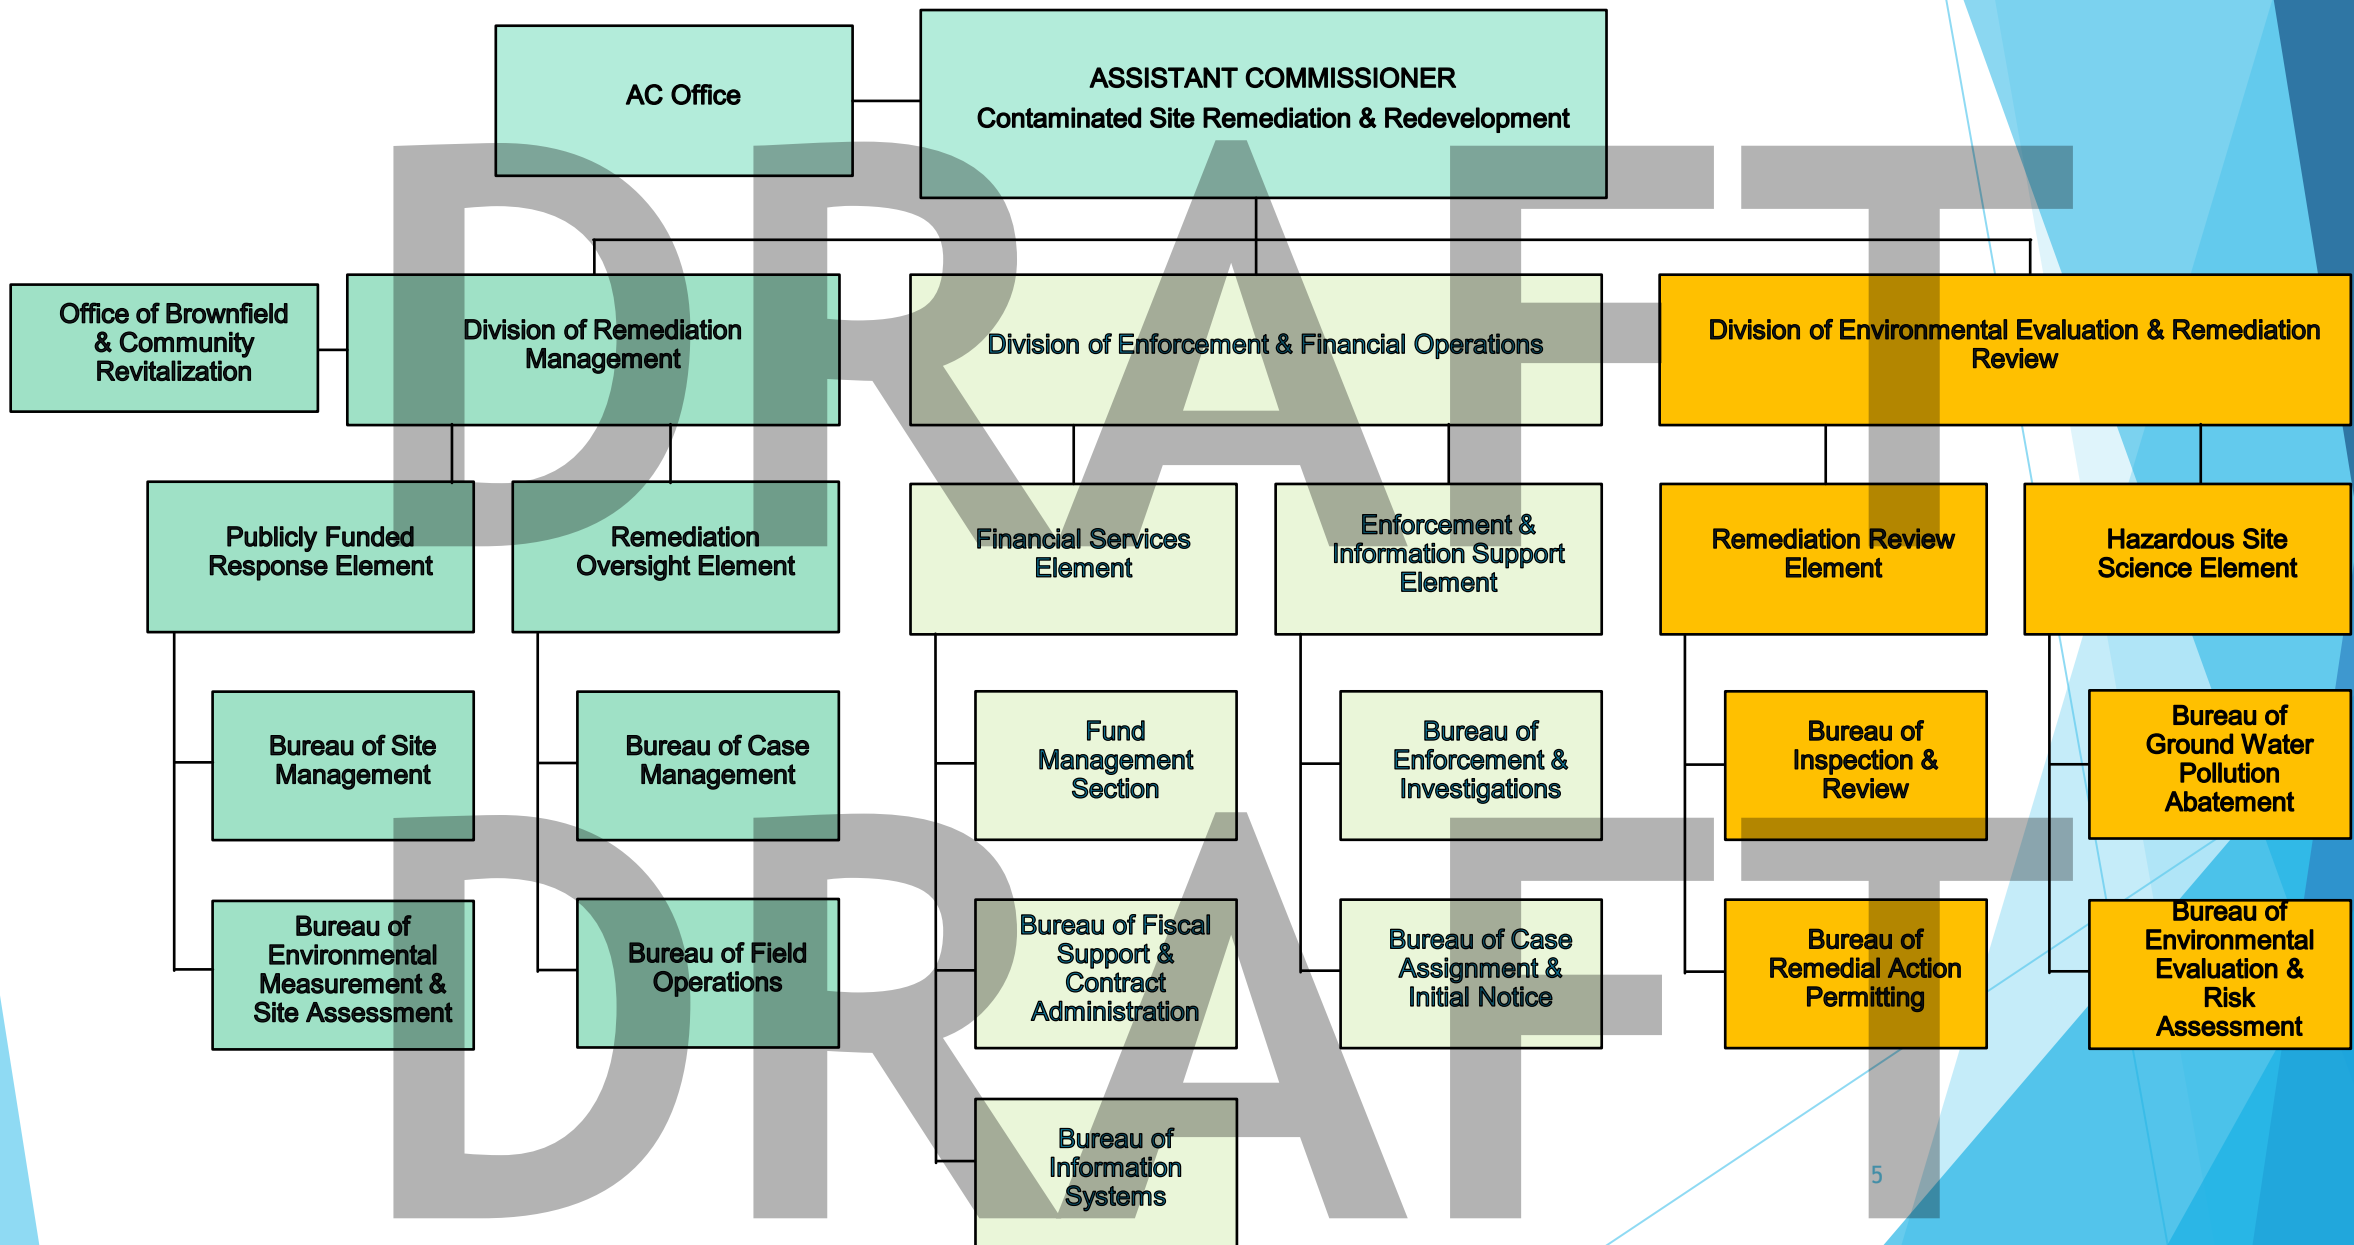 AC Office
ASSISTANT COMMISSIONER
Contaminated Site Remediation & Redevelopment
DRAFT
Office of Brownfield
& Community
Revitalization
Division of Remediation
Management
Division of Enforcement & Financial Operations
Division of Environmental Evaluation & Remediation
Review
Publicly Funded
Response Element
Remediation
Oversight Element
Financial Services
Element
Enforcement &
Information Support
Element
Remediation Review
Element
Hazardous Site
Science Element
Bureau of Site
Management
Bureau of Case
Management
Fund
Management
Section
Bureau of
Enforcement &
Investigations
Bureau of
Inspection &
Review
Bureau of
Ground Water
Pollution
Abatement
DRAFT
Bureau of
Environmental
Measurement &
Site Assessment
Bureau of Field
Operations
Bureau of Fiscal
Support &
Contract
Administration
Bureau of Case
Assignment &
Initial Notice
Bureau of
Remedial Action
Permitting
Bureau of
Environmental
Evaluation &
Risk
Assessment
Bureau of
Information
Systems
5